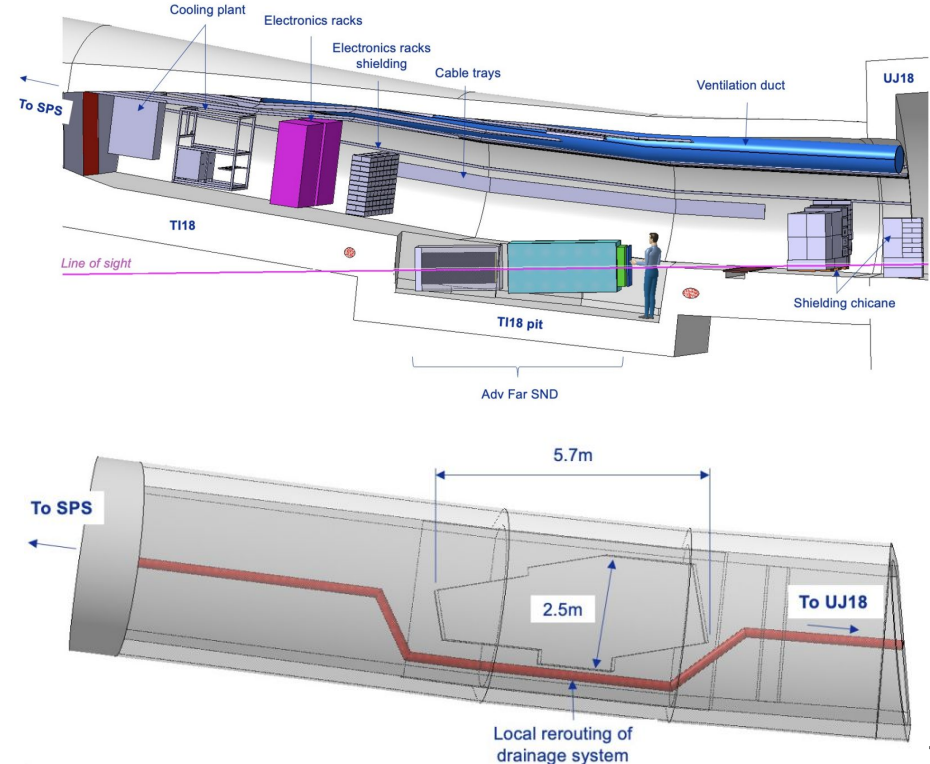 Cooling plant
Electronics racks
Electronics racks
shielding
Cable trays
Ventilation duct
UJ18
To SPS
TI18
Line of sight
TI18 pit
Shielding chicane
Adv Far SND
5.7m
To SPS
2.5m
To UJ18
Local rerouting of
drainage system